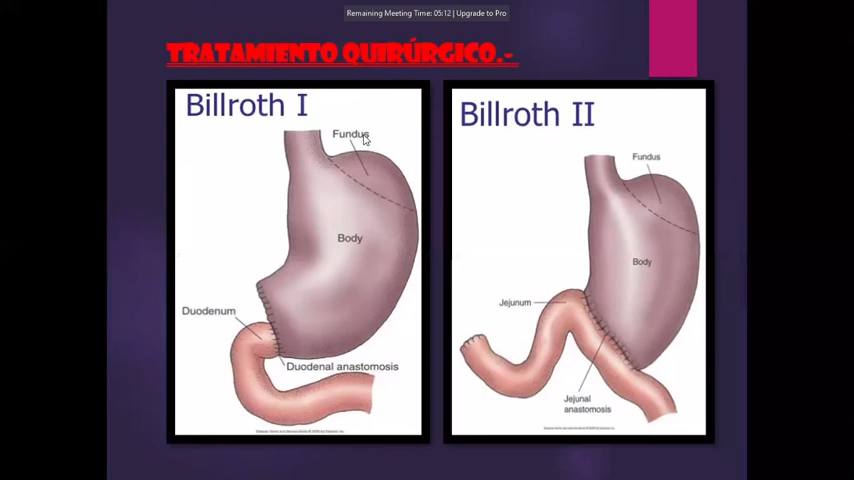 Remaining Meeting Time: 05:12 | Upgrade to Pro
TRATAMIENTO QUIRÚRGICO.-
Billroth I
Fundus
Body
Duodenum
Duodenal anastomosis
Billroth II
Fundus
Body
Jejunum
Jejunal
anastomosis